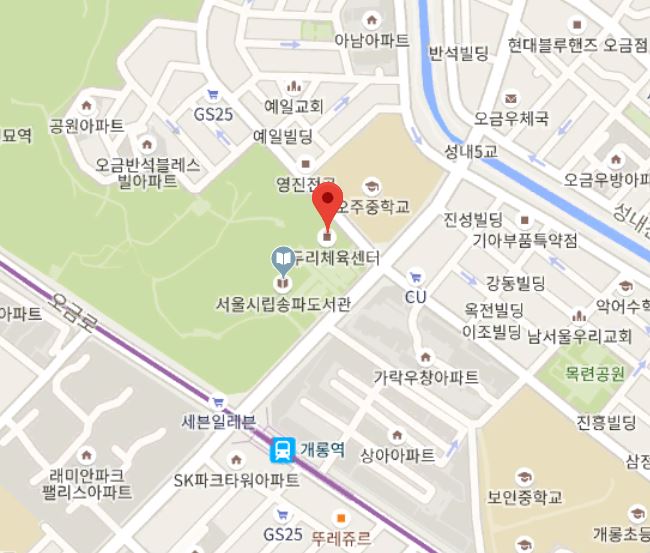 아남아파트
반석빌딩
현대블루핸즈 오금점
GS25
예일교회
오금우체국
공원아파트
묘역
예일빌딩
성내5교
오금반석블레스
빌아파트
오금우방아파
영진전
오주중학교
성내천
진성빌딩
기아부품특약점
두리체육센터
강동빌딩
CU
서울시립송파도서관
옥전빌딩
악어수학
아파트
오금로
이조빌딩
남서울우리교회
가락우창아파트
목련공원
세븐일레븐
진흥빌딩
개롱역
상아아파트
래미안파크
팰리스아파트
SK파크타워아파트
삼정
보인중학교
GS25
뚜레쥬르
개롱초등